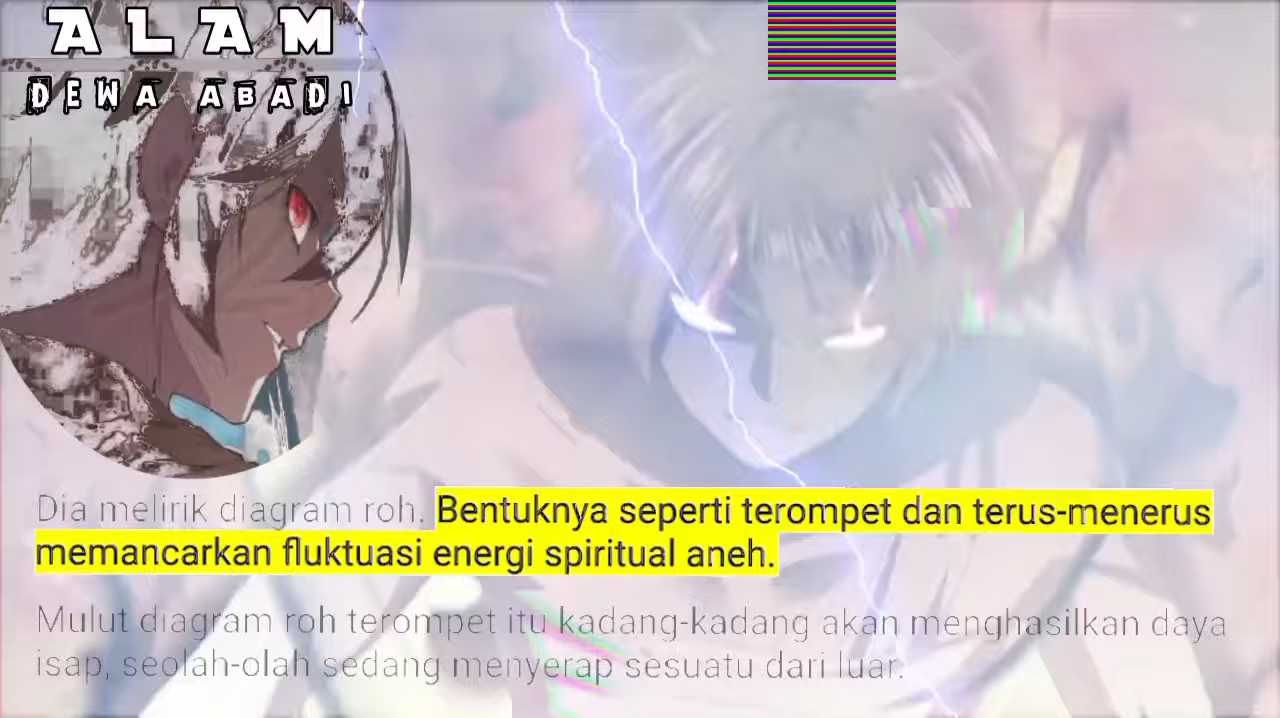 ALAM
DEWA ABADI
Dia melirik diagram roh. Bentuknya seperti terompet dan terus-menerus
memancarkan fluktuasi energi spiritual aneh.
Mulut diagram roh terompet itu kadang-kadang akan menghasilkan daya
isap, seolah-olah sedang menyerap sesuatu dari luar.